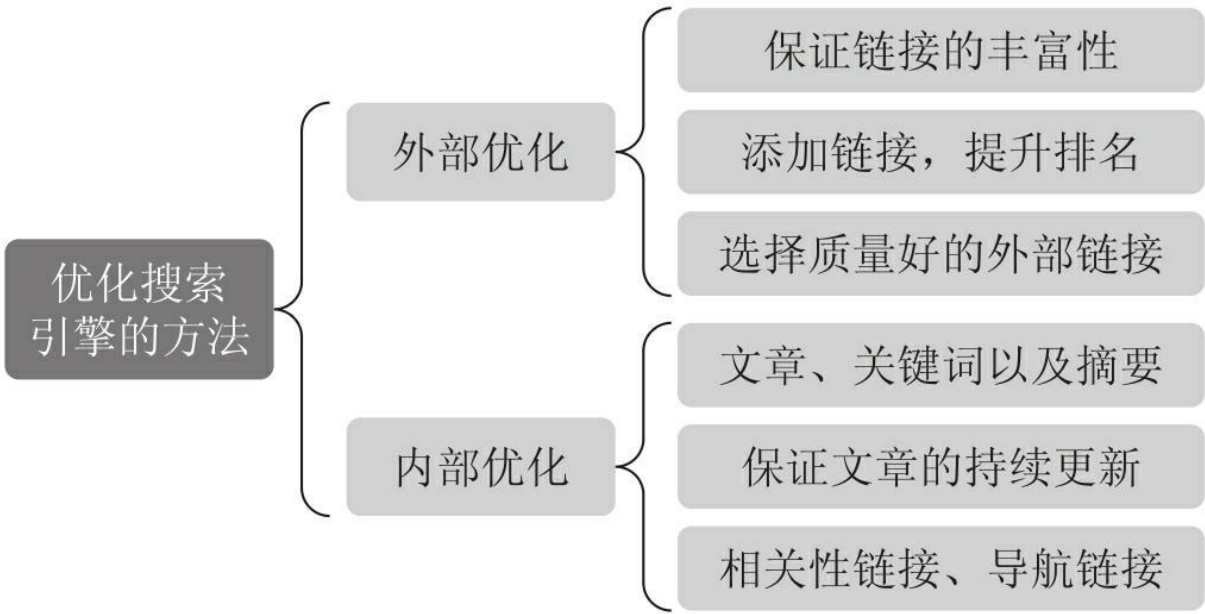 优化搜索
引擎的方法
外部优化
保证链接的丰富性
添加链接，提升排名
选择质量好的外部链接
内部优化
文章、关键词以及摘要
保证文章的持续更新
相关性链接、导航链接